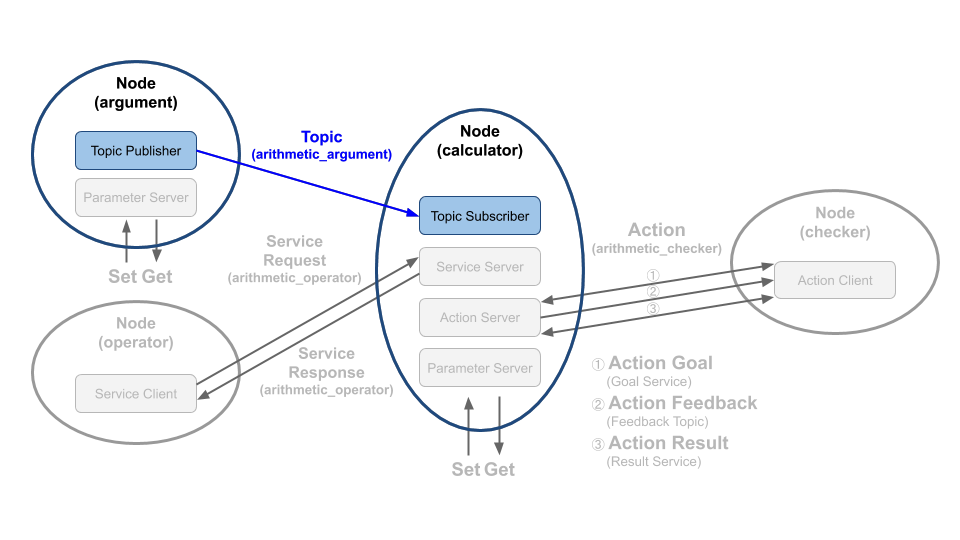 Node
(argument)
Topic Publisher
Parameter Server
Set Get
Topic
(arithmetic_argument)
Node
(calculator)
Topic Subscriber
Service Server
Action Server
Parameter Server
Set Get
Service
Request
(arithmetic_operator)
Node
(operator)
Service Client
Service
Response
(arithmetic_operator)
Action
(arithmetic_checker)
①
②
③
Node
(checker)
Action Client
① Action Goal
(Goal Service)
② Action Feedback
(Feedback Topic)
③ Action Result
(Result Service)